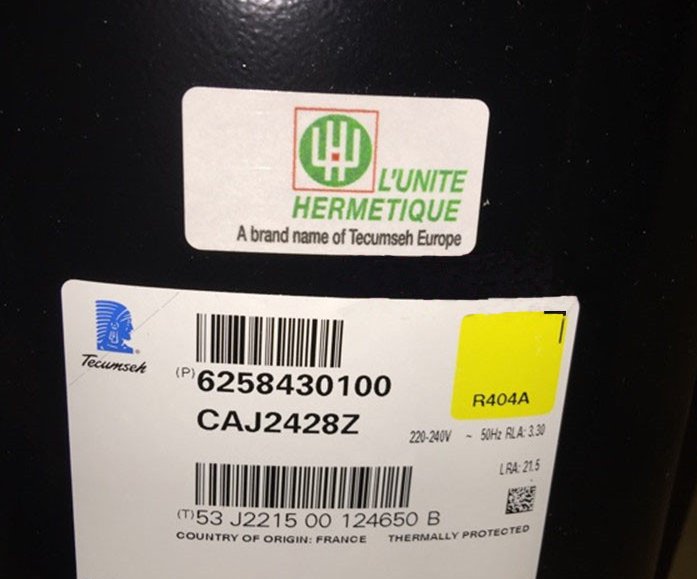 L'UNITE
HERMETIQUE
A brand name of Tecumseh Europe
Tecumseh
(P)6258430100
CAJ2428Z
R404A
220-240V ~ 50Hz RLA: 3.30
LRA: 21.5
(T)53 J2215 00 124650 B
COUNTRY OF ORIGIN: FRANCE THERMALLY PROTECTED